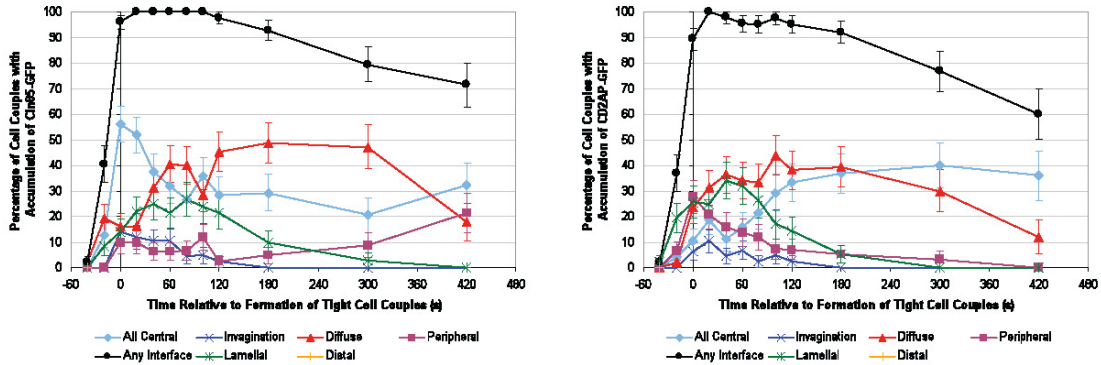 Percentage of Cell Couples with
Accumulation of Cin85-GFP
100
90
80
70
60
50
40
30
20
10
0
-60 0 60 120 180 240 300 360 420 480
Time Relative to Formation of Tight Cell Couples (s)
All Central Invagination Diffuse Peripheral
Any Interface Lamellal Distal
Percentage of Cell Couples with
Accumulation of CD2AP-GFP
100
90
80
70
60
50
40
30
20
10
0
-60 0 60 120 180 240 300 360 420 480
Time Relative to Formation of Tight Cell Couples (s)
All Central Invagination Diffuse Peripheral
Any Interface Lamellal Distal